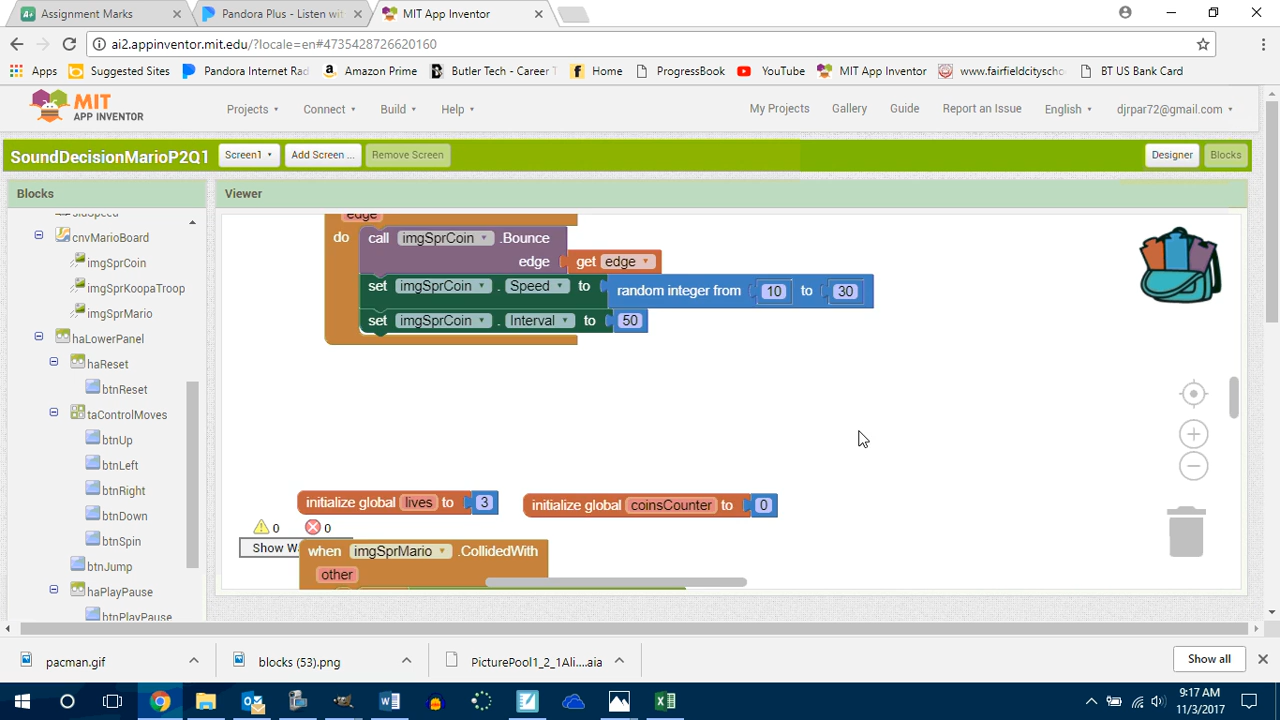 Assignment Marks
Pandora Plus - Listen wit
MIT App Inventor
ai2.appinventor.mit.edu/?locale=en#4735428726620160
Apps Suggested Sites Pandora Internet Rad Amazon Prime Butler Tech - Career T Home ProgressBook YouTube MIT App Inventor www.fairfieldcityschoo BT US Bank Card
MIT
APP INVENTOR
Projects Connect Build Help My Projects Gallery Guide Report an Issue English djrpar72@gmail.com
SoundDecisionMarioP2Q1 Screen1 Add Screen ... Remove Screen Designer Blocks
Blocks
Viewer
cnvMarioBoard
imgSprCoin
imgSprKoopaTroop
imgSprMario
haLowerPanel
haReset
btnReset
taControlMoves
btnUp
btnLeft
btnRight
btnDown
btnSpin
btnJump
haPlayPause
btnPlayPause
edge
do call imgSprCoin .Bounce
edge get edge
set imgSprCoin . Speed to random integer from 10 to 30
set imgSprCoin . Interval to 50
initialize global lives to 3 initialize global coinsCounter to 0
0 0
Show Wa
when imgSprMario .CollidedWith
other
pacman.gif blocks (53).png PicturePool1_2_1Ali....aia Show all
9:17 AM
11/3/2017